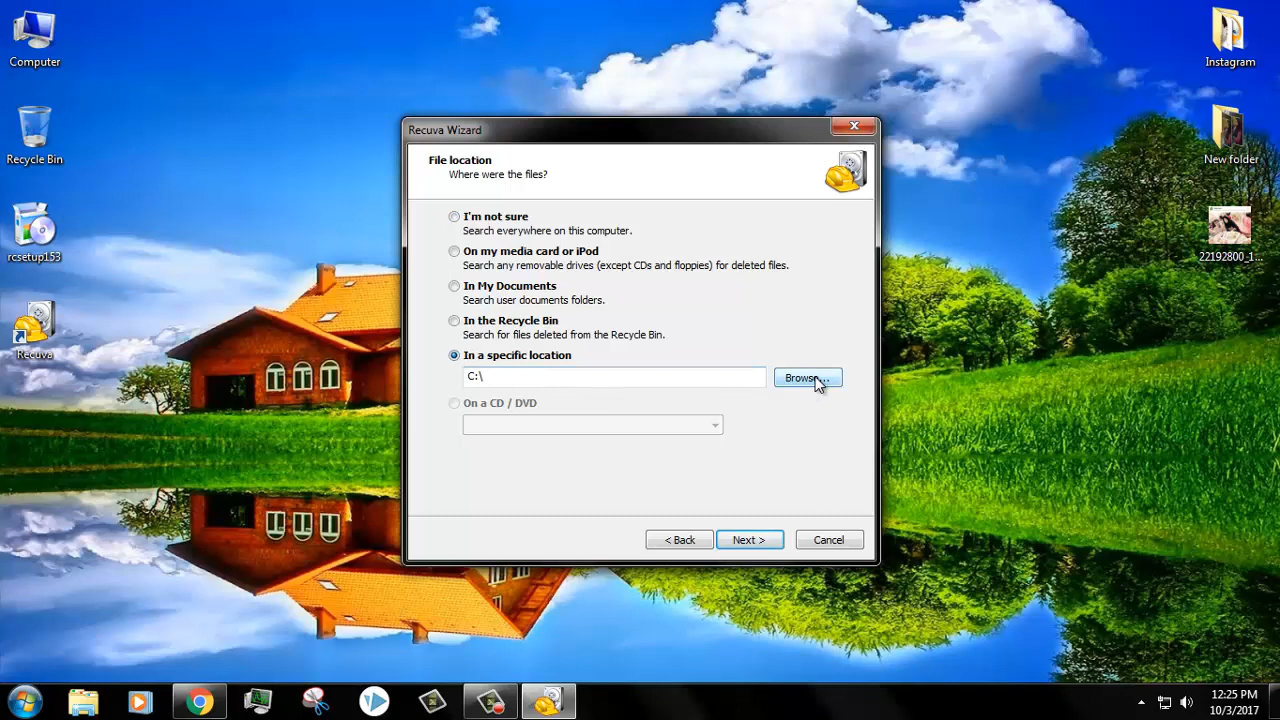 Computer
Recycle Bin
rcsetup153
Recuva
Instagram
New folder
22192800_1...
Recuva Wizard
File location
Where were the files?
I'm not sure
Search everywhere on this computer.
On my media card or iPod
Search any removable drives (except CDs and floppies) for deleted files.
In My Documents
Search user documents folders.
In the Recycle Bin
Search for files deleted from the Recycle Bin.
In a specific location
C:\
Browse...
On a CD / DVD
< Back
Next >
Cancel
12:25 PM
10/3/2017